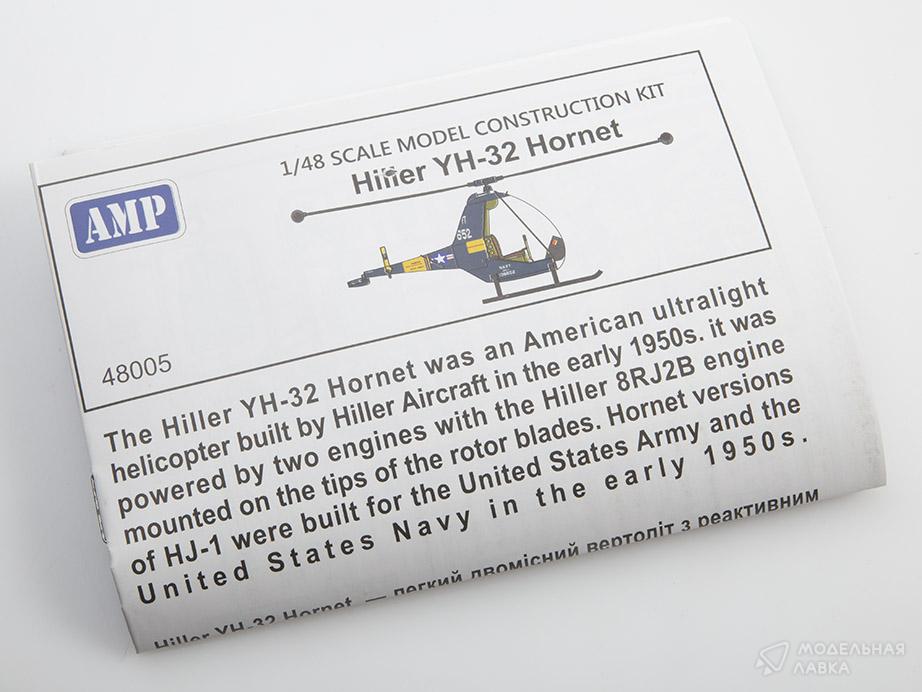 1/48 SCALE MODEL CONSTRUCTION KIT
Hiller YH-32 Hornet
AMP
652
NAVY
48005
The Hiller YH-32 Hornet was an American ultralight
helicopter built by Hiller Aircraft in the early 1950s. it was
powered by two engines with the Hiller 8RJ2B engine
mounted on the tips of the rotor blades. Hornet versions
of HJ-1 were built for the United States Army and the
United States Navy in the early 1950s.
Hiller YH-32 Hornet — легкий двомісний вертоліт з реактивним
МОДЕЛЬНАЯ
ЛАВКА